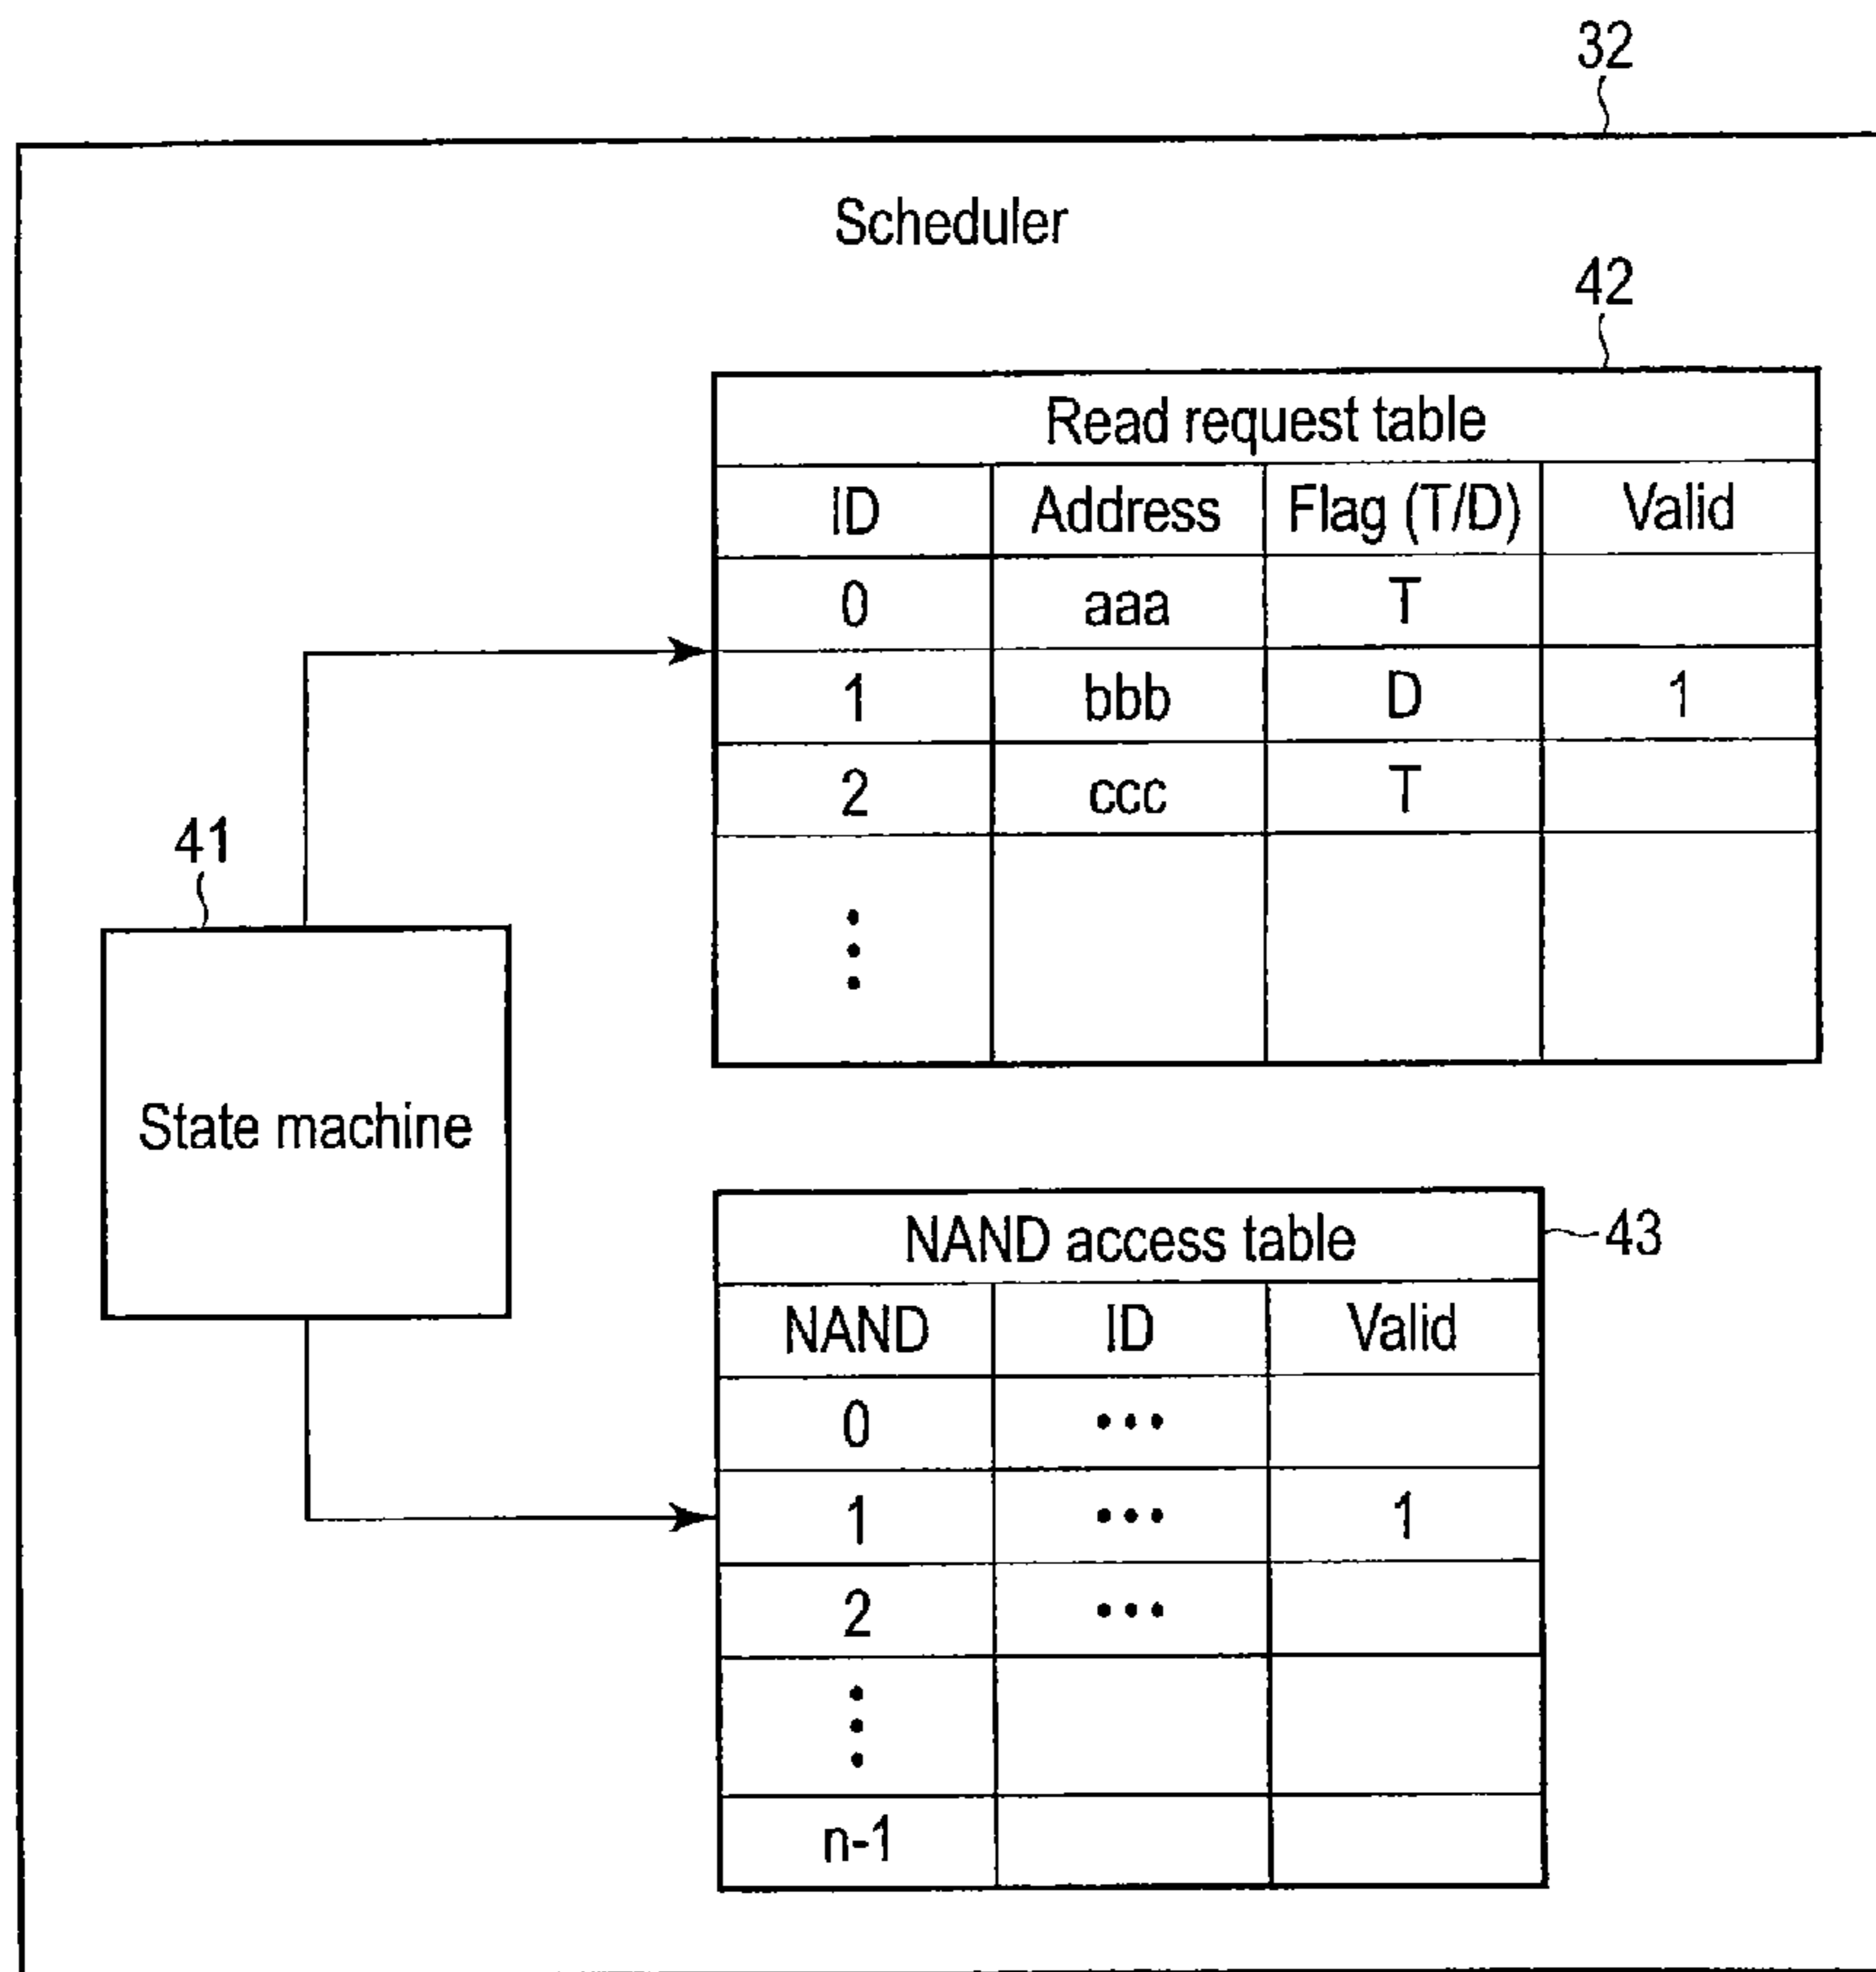 32
Scheduler
42
Read request table
ID Address Flag (T/D) Valid
0 aaa T
1 bbb D 1
2 ccc T
41
State machine
NAND access table
43
NAND ID Valid
0 •••
1 ••• 1
2 •••
n-1